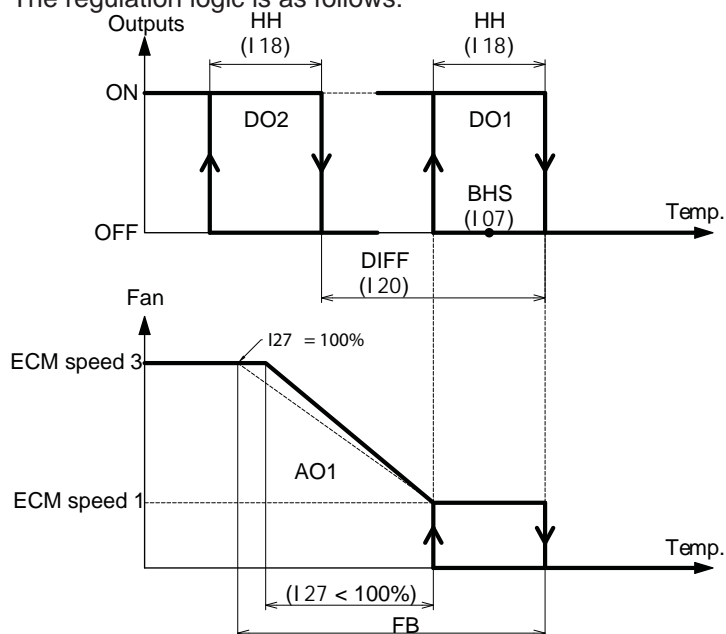 The regulation logic is as follows:
Outputs
HH
(I 18)
HH
(I 18)
ON
DO2
DO1
BHS
(I 07)
Temp.
OFF
DIFF
(I 20)
Fan
I27 = 100%
ECM speed 3
AO1
ECM speed 1
Temp.
(I 27 < 100%)
FB